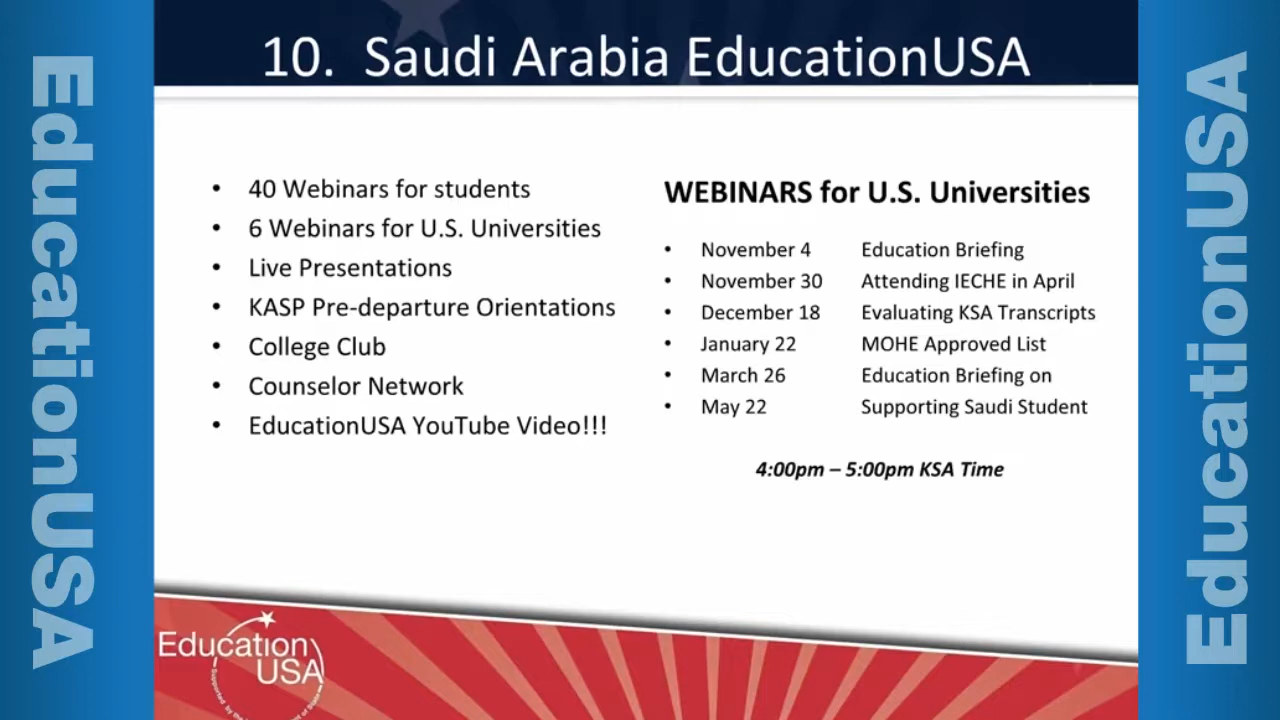 10. Saudi Arabia EducationUSA
EducationUSA
• 40 Webinars for students
• 6 Webinars for U.S. Universities
• Live Presentations
• KASP Pre-departure Orientations
• College Club
• Counselor Network
• EducationUSA YouTube Video!!!
WEBINARS for U.S. Universities
• November 4 Education Briefing
• November 30 Attending IECHE in April
• December 18 Evaluating KSA Transcripts
• January 22 MOHE Approved List
• March 26 Education Briefing on
• May 22 Supporting Saudi Student
4:00pm – 5:00pm KSA Time
EducationUSA
Education
USA
Supported by the